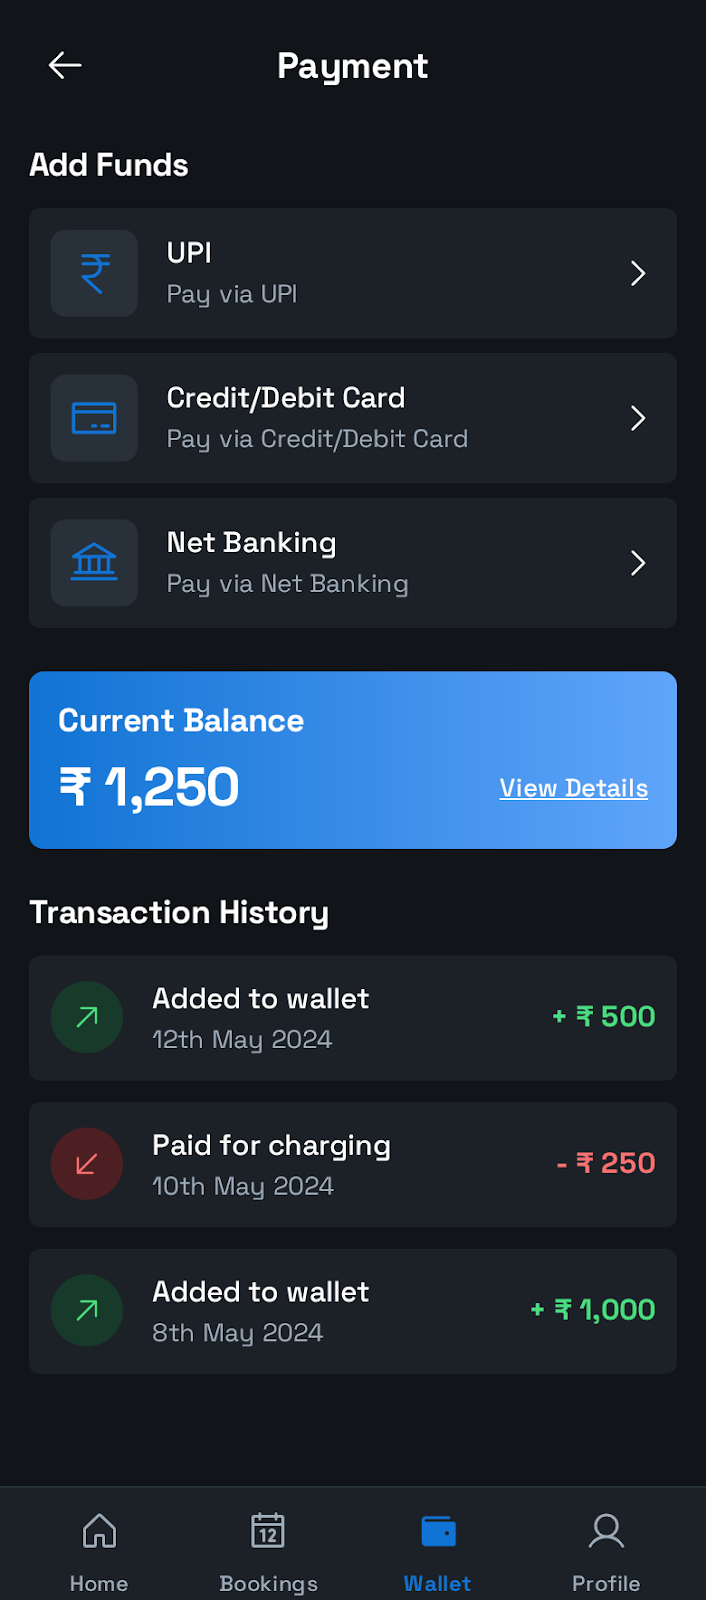 Payment
Add Funds
₹
UPI
Pay via UPI
Credit/Debit Card
Pay via Credit/Debit Card
Net Banking
Pay via Net Banking
Current Balance
₹ 1,250
View Details
Transaction History
Added to wallet
12th May 2024
+ ₹ 500
Paid for charging
10th May 2024
- ₹ 250
Added to wallet
8th May 2024
+ ₹ 1,000
12
Home
Bookings
Wallet
Profile